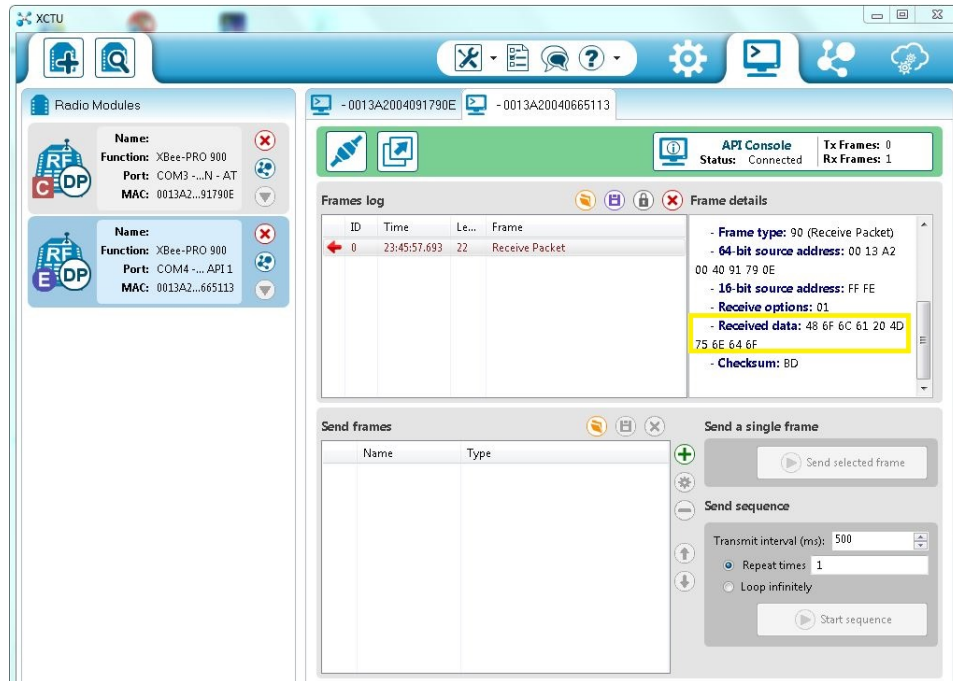 XCTU
Radio Modules
Name:
Function: XBee-PRO 900
Port: COM3 -...N - AT
MAC: 0013A2...91790E
RF
C
DP
Name:
Function: XBee-PRO 900
Port: COM4 -... API 1
MAC: 0013A2...665113
RF
E
DP
- 0013A2004091790E
- 0013A20040665113
API Console
Status: Connected
Tx Frames: 0
Rx Frames: 1
Frames log
ID Time Le... Frame
0 23:45:57.693 22 Receive Packet
Frame details
- Frame type: 90 (Receive Packet)
- 64-bit source address: 00 13 A2
00 40 91 79 0E
- 16-bit source address: FF FE
- Receive options: 01
- Received data: 48 6F 6C 61 20 4D
75 6E 64 6F
- Checksum: BD
Send frames
Name Type
Send a single frame
Send selected frame
Send sequence
Transmit interval (ms): 500
Repeat times 1
Loop infinitely
Start sequence